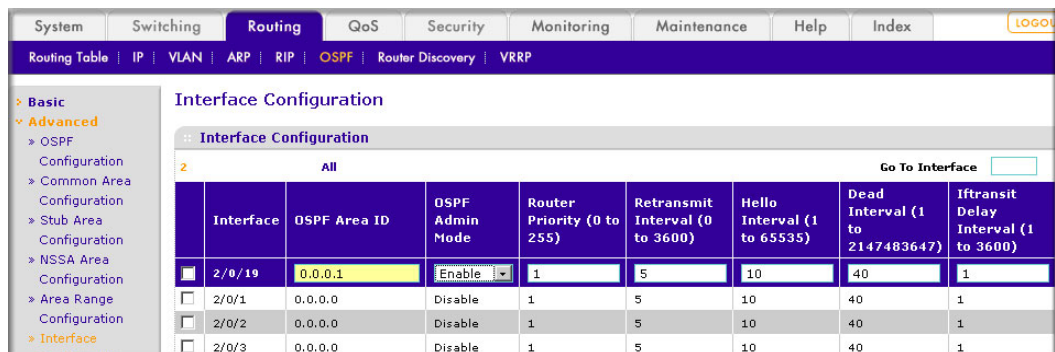 System Switching Routing QoS Security Monitoring Maintenance Help Index LOGOU
Routing Table IP VLAN ARP RIP OSPF Router Discovery VRRP
Basic
Advanced
» OSPF
Configuration
» Common Area
Configuration
» Stub Area
Configuration
» NSSA Area
Configuration
» Area Range
Configuration
» Interface
Interface Configuration
Interface Configuration
2 All Go To Interface
Interface OSPF Area ID OSPF Admin Mode Router Priority (0 to 255) Retransmit Interval (0 to 3600) Hello Interval (1 to 65535) Dead Interval (1 to 2147483647) Iftransit Delay Interval (1 to 3600)
2/0/19 0.0.0.1 Enable 1 5 10 40 1
2/0/1 0.0.0.0 Disable 1 5 10 40 1
2/0/2 0.0.0.0 Disable 1 5 10 40 1
2/0/3 0.0.0.0 Disable 1 5 10 40 1